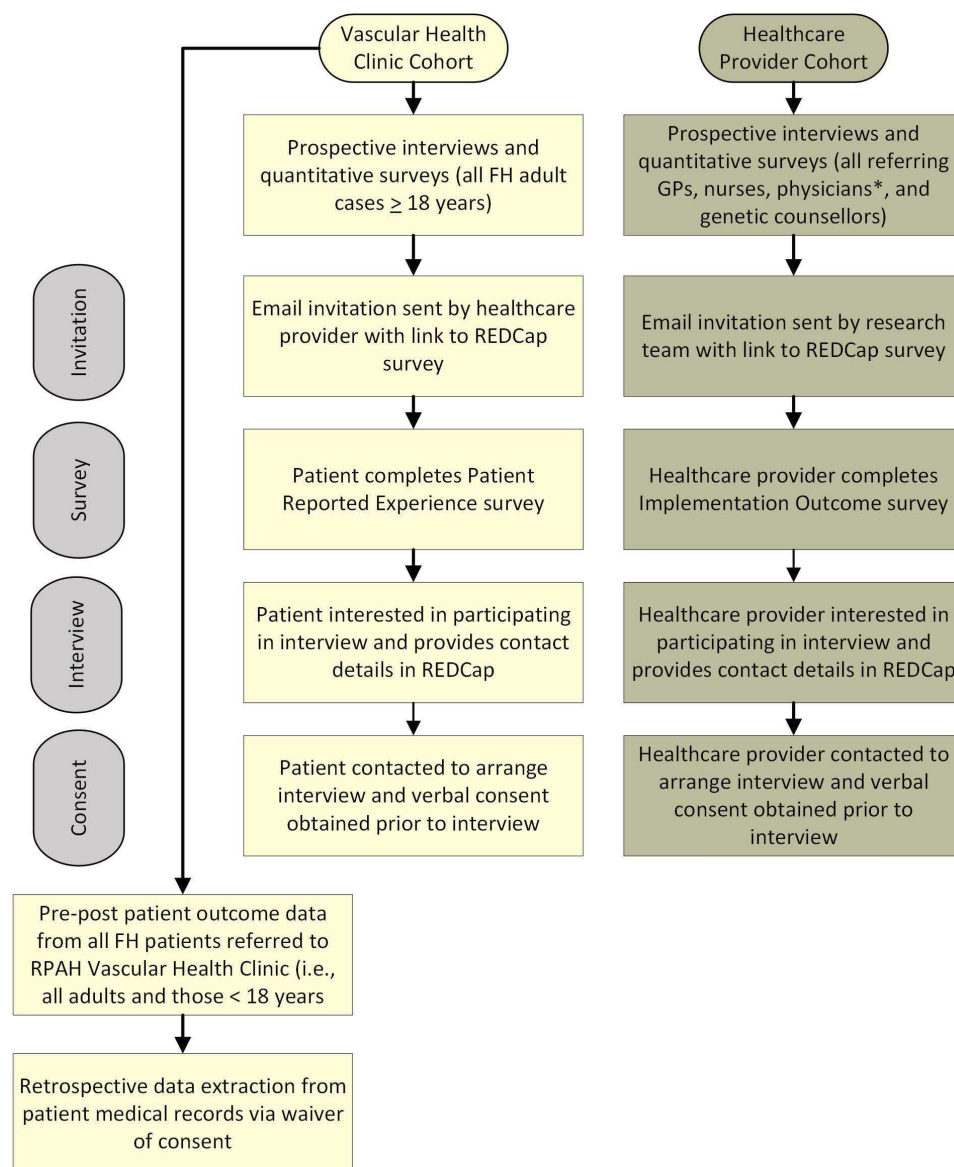 Vascular Health
Clinic Cohort
Healthcare
Provider Cohort
Prospective interviews and
quantitative surveys (all FH adult
cases ≥ 18 years)
Prospective interviews and
quantitative surveys (all referring
GPs, nurses, physicians*, and
genetic counsellors)
Invitation
Email invitation sent by healthcare
provider with link to REDCap
survey
Email invitation sent by research
team with link to REDCap survey
Survey
Patient completes Patient
Reported Experience survey
Healthcare provider completes
Implementation Outcome survey
Interview
Patient interested in participating
in interview and provides contact
details in REDCap
Healthcare provider interested in
participating in interview and
provides contact details in REDCap
Consent
Patient contacted to arrange
interview and verbal consent
obtained prior to interview
Healthcare provider contacted to
arrange interview and verbal
consent obtained prior to
interview
Pre-post patient outcome data
from all FH patients referred to
RPAH Vascular Health Clinic (i.e.,
all adults and those < 18 years
Retrospective data extraction from
patient medical records via waiver
of consent